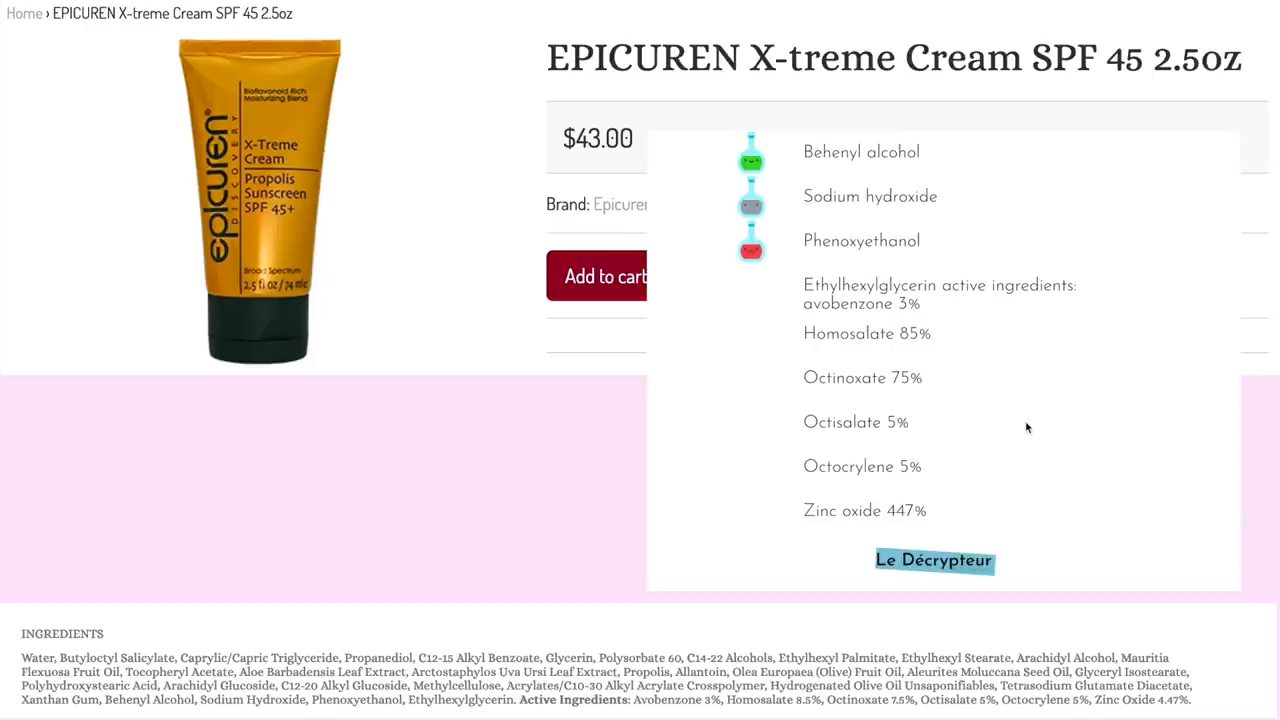 Home › EPICUREN X-treme Cream SPF 45 2.5oz
Bioflavonoid Rich
Moisturizing Blend
epicuren®
DISCOVERY
X-Treme
Cream
Propolis
Sunscreen
SPF 45+
Broad Spectrum
2.5 fl oz / 74 ml e
EPICUREN X-treme Cream SPF 45 2.5oz
$43.00
Brand: Epicuren
Add to cart
Behenyl alcohol
Sodium hydroxide
Phenoxyethanol
Ethylhexylglycerin active ingredients:
avobenzone 3%
Homosalate 85%
Octinoxate 75%
Octisalate 5%
Octocrylene 5%
Zinc oxide 447%
Le Décrypteur
INGREDIENTS
Water, Butyloctyl Salicylate, Caprylic/Capric Triglyceride, Propanediol, C12-15 Alkyl Benzoate, Glycerin, Polysorbate 60, C14-22 Alcohols, Ethylhexyl Palmitate, Ethylhexyl Stearate, Arachidyl Alcohol, Mauritia
Flexuosa Fruit Oil, Tocopheryl Acetate, Aloe Barbadensis Leaf Extract, Arctostaphylos Uva Ursi Leaf Extract, Propolis, Allantoin, Olea Europaea (Olive) Fruit Oil, Aleurites Moluccana Seed Oil, Glyceryl Isostearate,
Polyhydroxystearic Acid, Arachidyl Glucoside, C12-20 Alkyl Glucoside, Methylcellulose, Acrylates/C10-30 Alkyl Acrylate Crosspolymer, Hydrogenated Olive Oil Unsaponifiables, Tetrasodium Glutamate Diacetate,
Xanthan Gum, Behenyl Alcohol, Sodium Hydroxide, Phenoxyethanol, Ethylhexylglycerin. Active Ingredients: Avobenzone 3%, Homosalate 8.5%, Octinoxate 7.5%, Octisalate 5%, Octocrylene 5%, Zinc Oxide 4.47%.